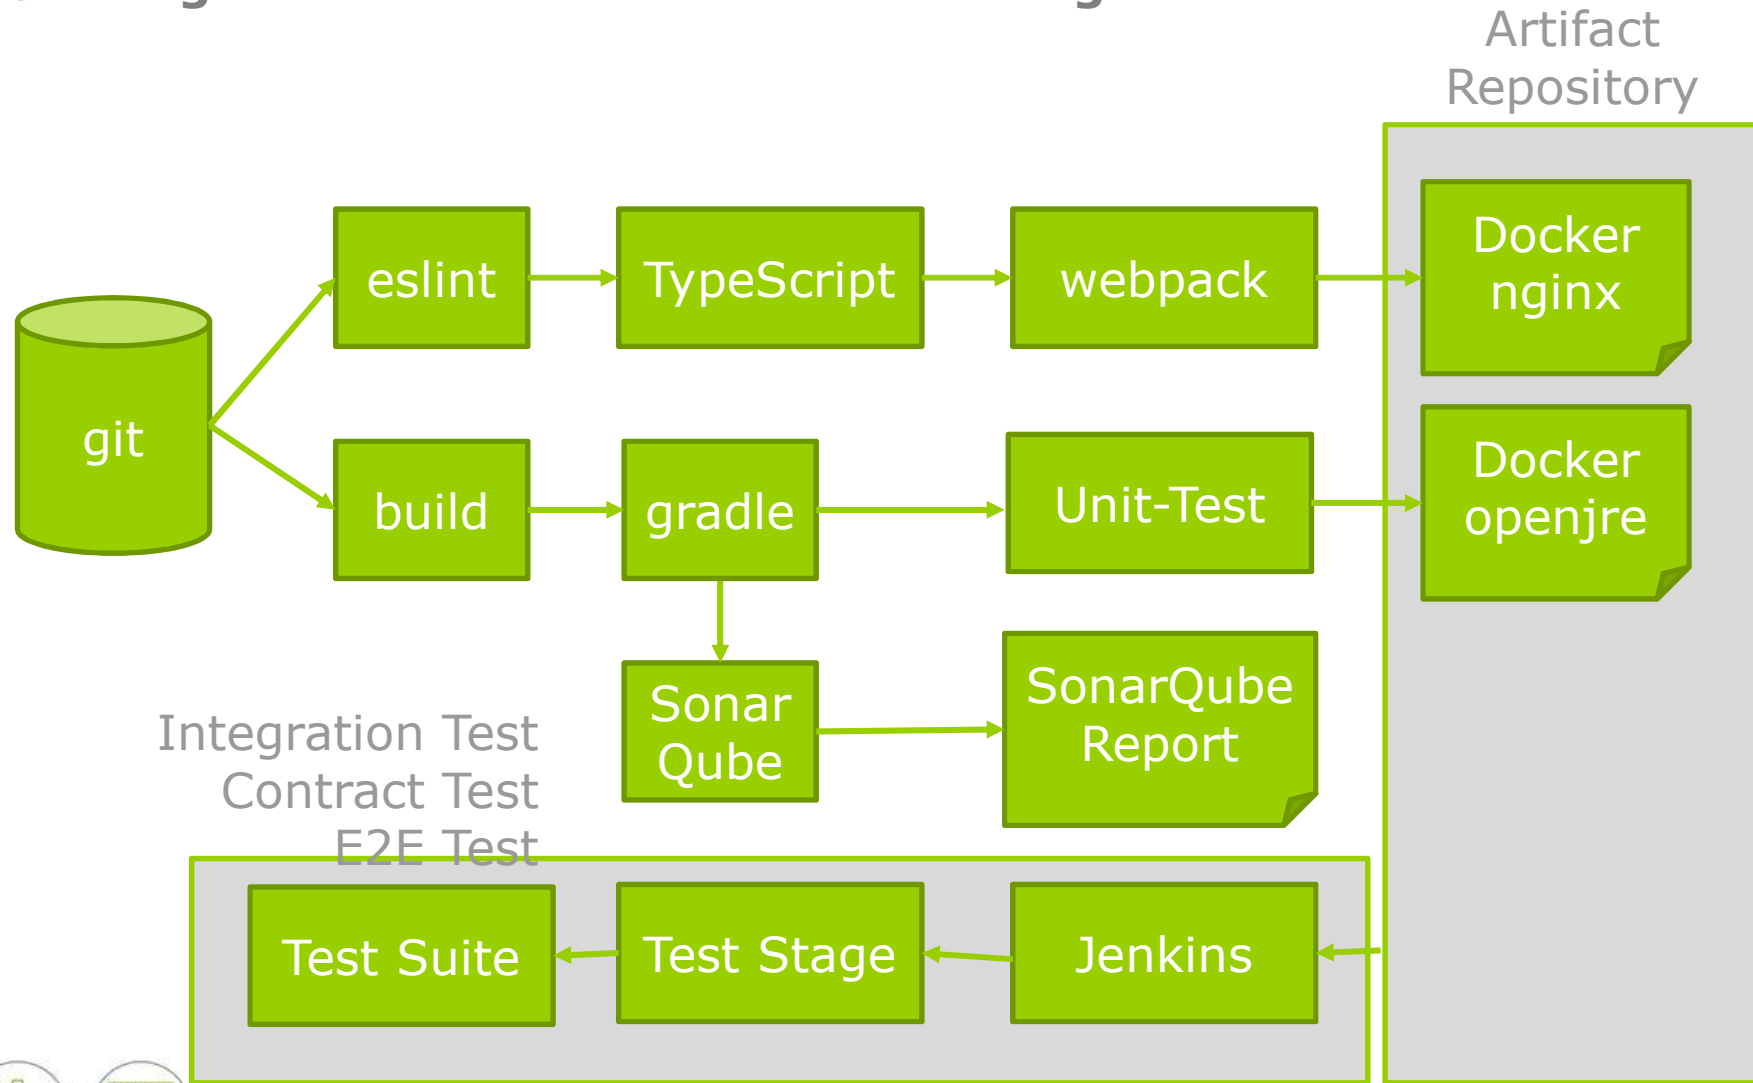 Artifact
Repository
eslint
TypeScript
webpack
Docker
nginx
git
build
gradle
Unit-Test
Docker
openjre
Sonar
Qube
SonarQube
Report
Integration Test
Contract Test
E2E Test
Test Suite
Test Stage
Jenkins